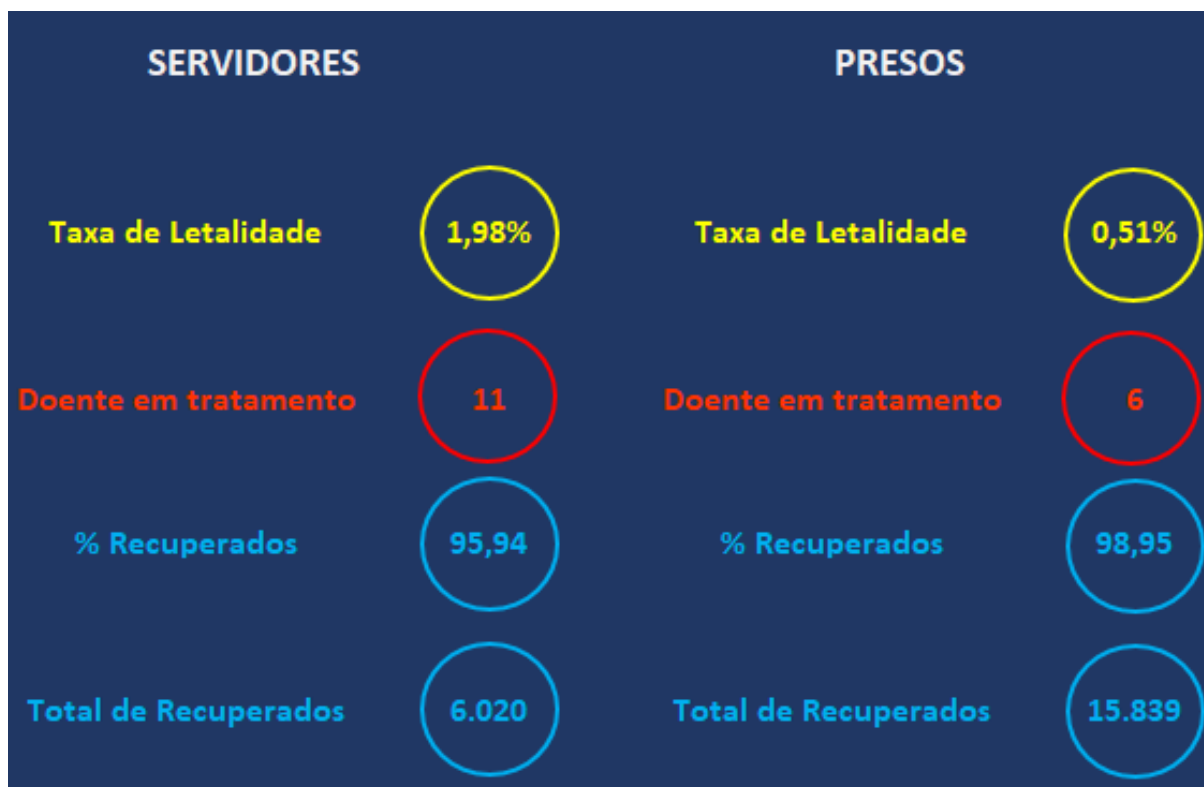 SERVIDORES
PRESOS
Taxa de Letalidade 1,98%
Taxa de Letalidade 0,51%
Doente em tratamento 11
Doente em tratamento 6
% Recuperados 95,94
% Recuperados 98,95
Total de Recuperados 6.020
Total de Recuperados 15.839